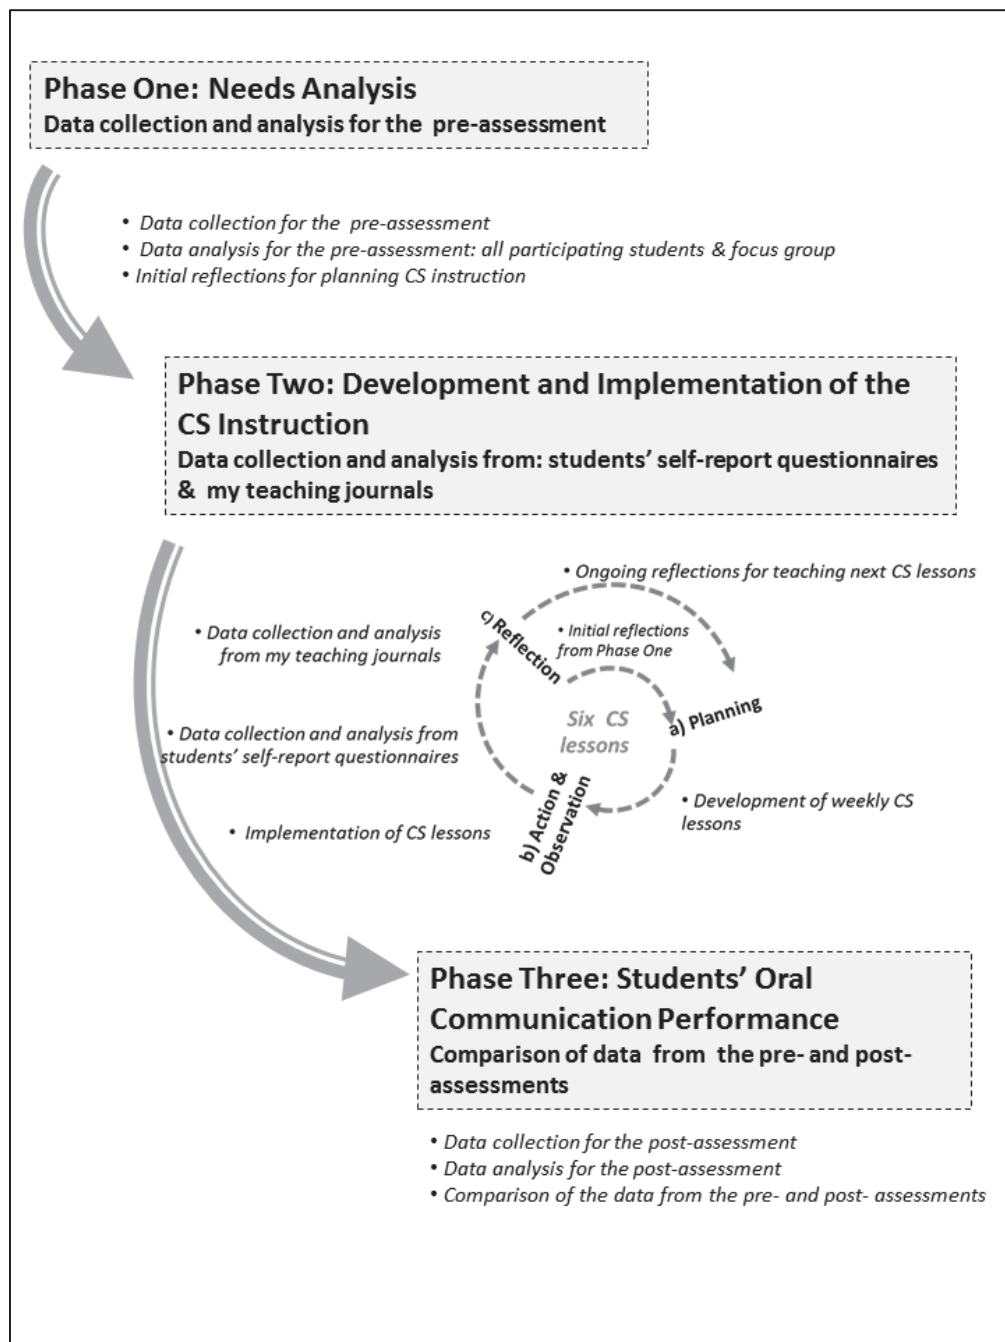 Phase One: Needs Analysis
Data collection and analysis for the pre-assessment
• Data collection for the pre-assessment
• Data analysis for the pre-assessment: all participating students & focus group
• Initial reflections for planning CS instruction
Phase Two: Development and Implementation of the
CS Instruction
Data collection and analysis from: students’ self-report questionnaires
& my teaching journals
• Ongoing reflections for teaching next CS lessons
c) Reflection
• Initial reflections
from Phase One
• Data collection and analysis
from my teaching journals
Six CS
lessons
a) Planning
• Data collection and analysis from
students’ self-report questionnaires
b) Action &
Observation
• Development of weekly CS
lessons
• Implementation of CS lessons
Phase Three: Students’ Oral
Communication Performance
Comparison of data from the pre- and post-
assessments
• Data collection for the post-assessment
• Data analysis for the post-assessment
• Comparison of the data from the pre- and post- assessments